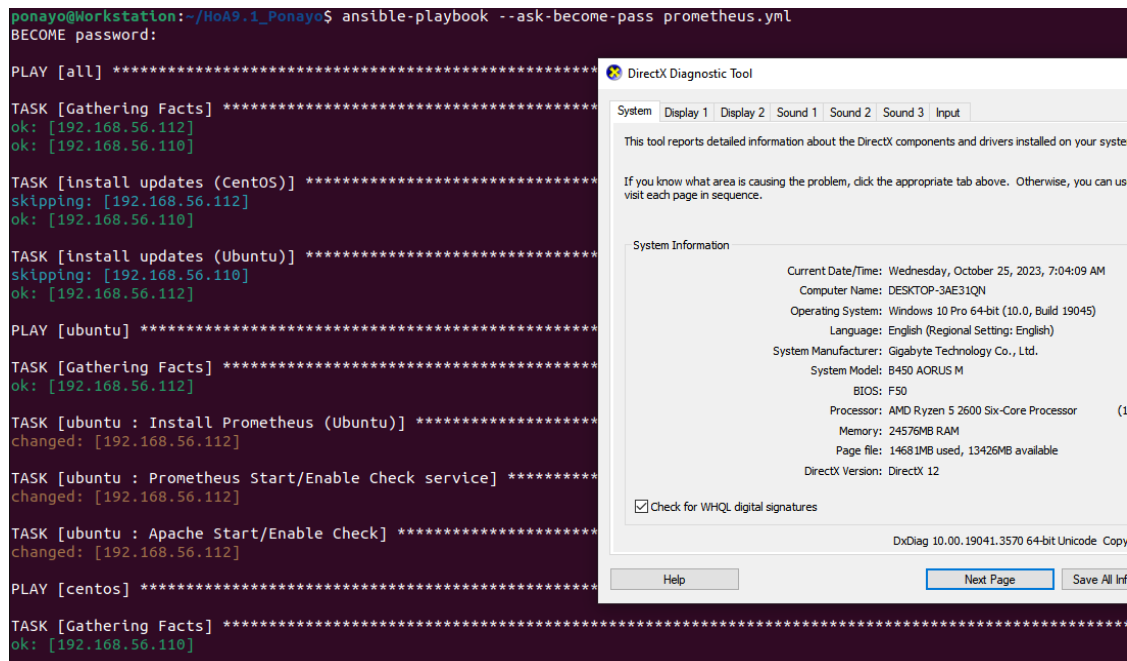 ponayo@Workstation:~/HoA9.1_Ponayo$ ansible-playbook --ask-become-pass prometheus.yml
BECOME password:
PLAY [all] *****************************************************
TASK [Gathering Facts] *****************************************
ok: [192.168.56.112]
ok: [192.168.56.110]
TASK [install updates (CentOS)] ********************************
skipping: [192.168.56.112]
ok: [192.168.56.110]
TASK [install updates (Ubuntu)] ********************************
skipping: [192.168.56.110]
ok: [192.168.56.112]
PLAY [ubuntu] **************************************************
TASK [Gathering Facts] *****************************************
ok: [192.168.56.112]
TASK [ubuntu : Install Prometheus (Ubuntu)] ********************
changed: [192.168.56.112]
TASK [ubuntu : Prometheus Start/Enable Check service] **********
changed: [192.168.56.112]
TASK [ubuntu : Apache Start/Enable Check] **********************
changed: [192.168.56.112]
PLAY [centos] **************************************************
TASK [Gathering Facts] ***************************************************************************************************
ok: [192.168.56.110]
DirectX Diagnostic Tool
System Display 1 Display 2 Sound 1 Sound 2 Sound 3 Input
This tool reports detailed information about the DirectX components and drivers installed on your syste
If you know what area is causing the problem, click the appropriate tab above. Otherwise, you can us
visit each page in sequence.
System Information
Current Date/Time: Wednesday, October 25, 2023, 7:04:09 AM
Computer Name: DESKTOP-3AE31QN
Operating System: Windows 10 Pro 64-bit (10.0, Build 19045)
Language: English (Regional Setting: English)
System Manufacturer: Gigabyte Technology Co., Ltd.
System Model: B450 AORUS M
BIOS: F50
Processor: AMD Ryzen 5 2600 Six-Core Processor (1
Memory: 24576MB RAM
Page file: 14681MB used, 13426MB available
DirectX Version: DirectX 12
Check for WHQL digital signatures
DxDiag 10.00.19041.3570 64-bit Unicode Copy
Help Next Page Save All Inf